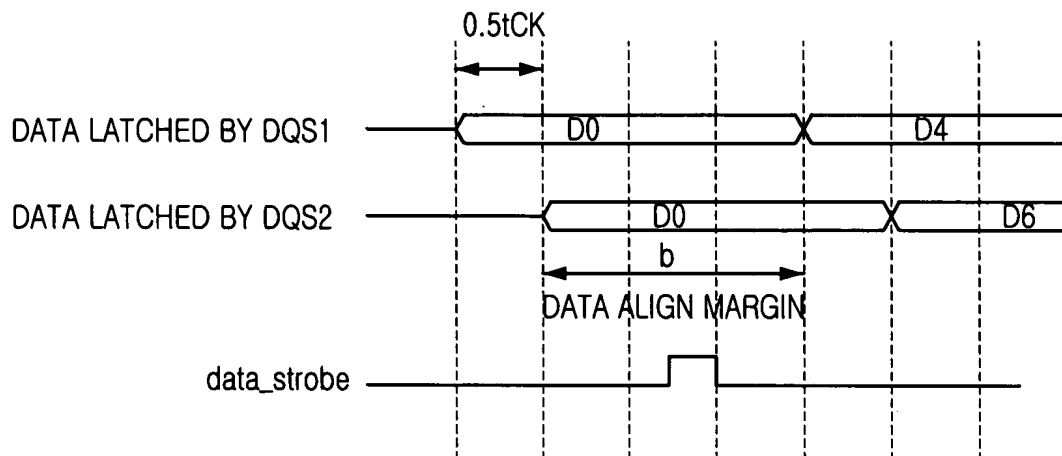 0.5tCK
DATA LATCHED BY DQS1
D0
D4
DATA LATCHED BY DQS2
D0
D6
b
DATA ALIGN MARGIN
data_strobe